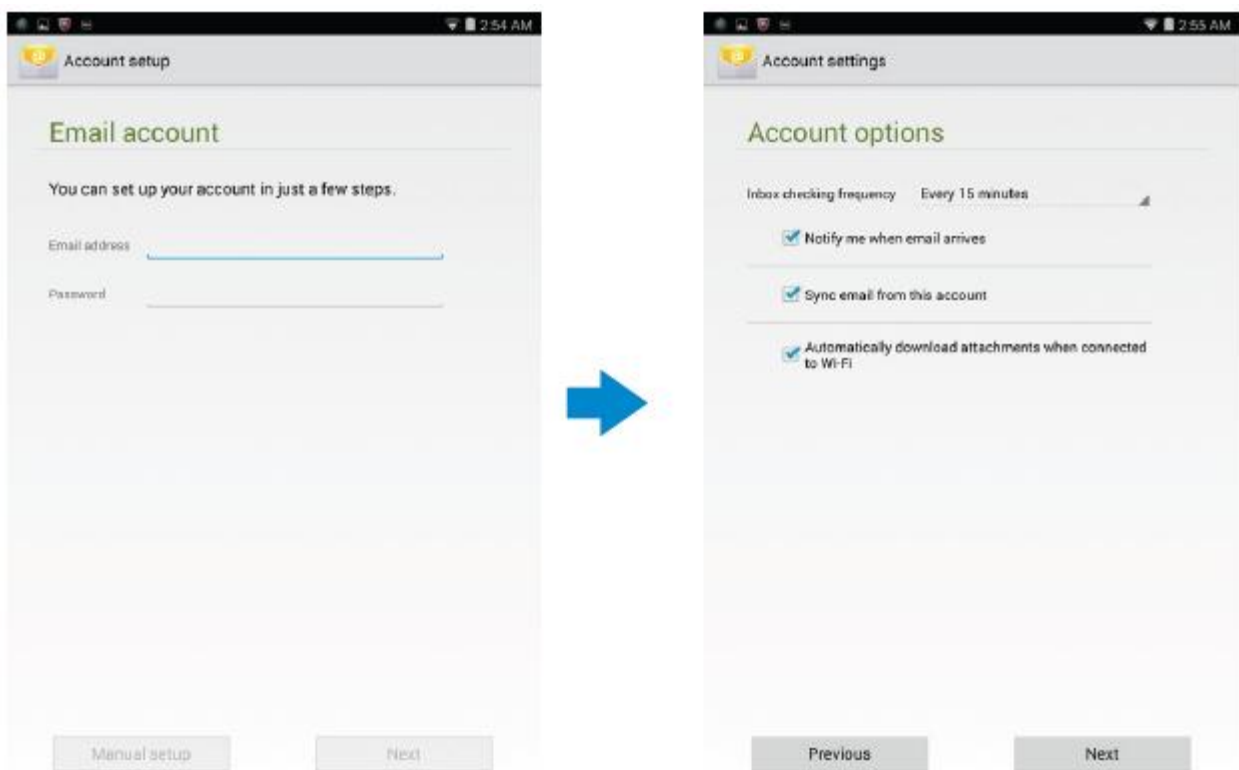 2:54 AM
Account setup
Email account
You can set up your account in just a few steps.
Email address
Password
Manual setup
Next
2:55 AM
Account settings
Account options
Inbox checking frequency Every 15 minutes
Notify me when email arrives
Sync email from this account
Automatically download attachments when connected
to Wi-Fi
Previous
Next